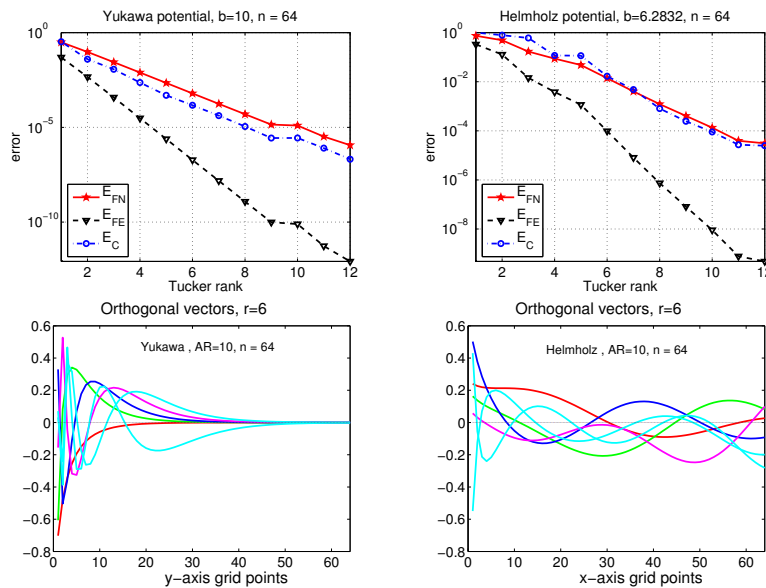 Yukawa potential, b=10, n = 64
10^0
10^-5
10^-10
error
E_FN
E_FE
E_C
2 4 6 8 10 12
Tucker rank
Helmholz potential, b=6.2832, n = 64
10^0
10^-2
10^-4
10^-6
10^-8
error
E_FN
E_FE
E_C
2 4 6 8 10 12
Tucker rank
Orthogonal vectors, r=6
Yukawa , AR=10, n = 64
0.6
0.4
0.2
0
−0.2
−0.4
−0.6
−0.8
0 10 20 30 40 50 60
y−axis grid points
Orthogonal vectors, r=6
Helmholz , AR=10, n = 64
0.6
0.4
0.2
0
−0.2
−0.4
−0.6
−0.8
0 10 20 30 40 50 60
x−axis grid points